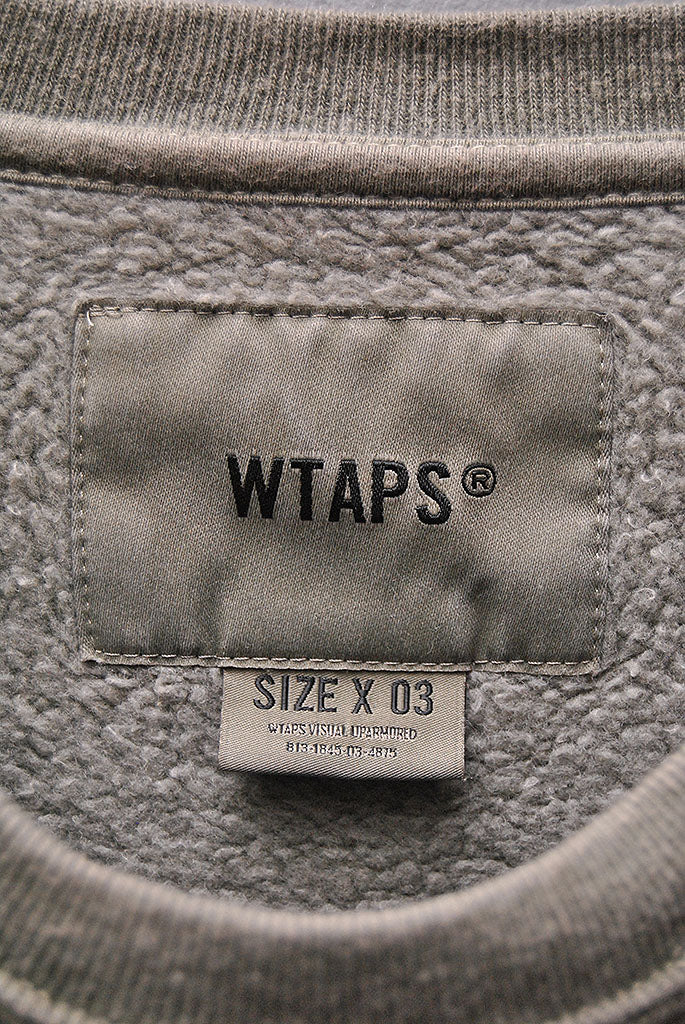 WTAPS®
SIZE X 03
WTAPS VISUAL UPARMORED
813-1845-03-4875